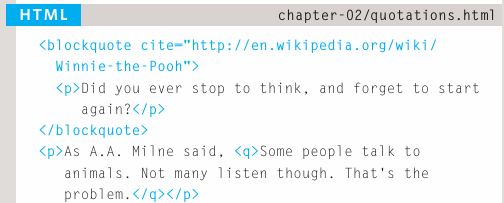 HTML chapter-02/quotations.html
<blockquote cite="http://en.wikipedia.org/wiki/
Winnie-the-Pooh">
<p>Did you ever stop to think, and forget to start
again?</p>
</blockquote>
<p>As A.A. Milne said, <q>Some people talk to
animals. Not many listen though. That's the
problem.</q></p>